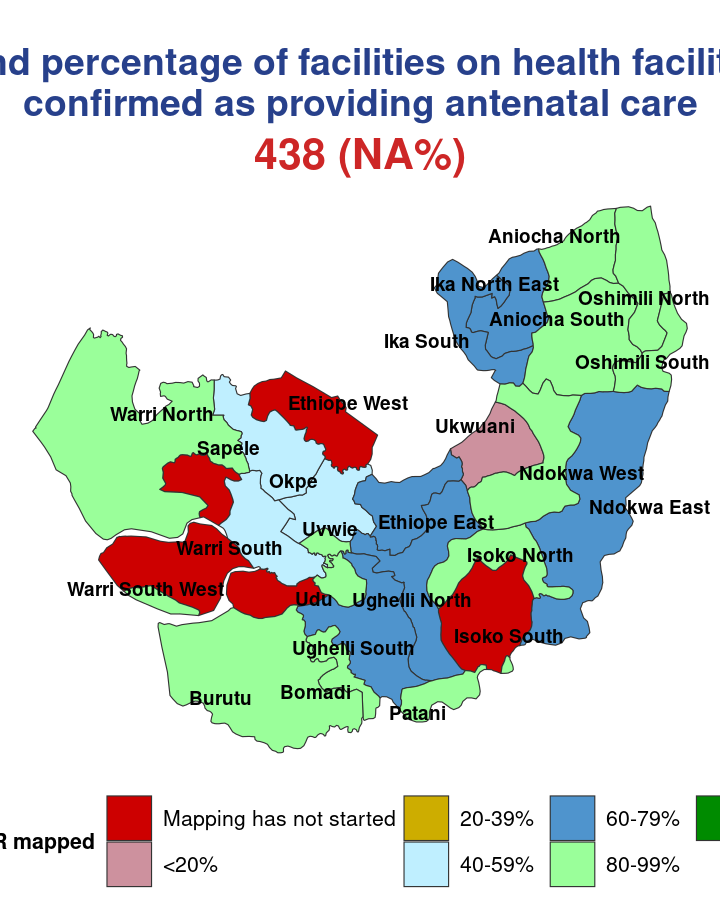 percentage of facilities on health
confirmed as providing antenatal care
438 (NA%)
Aniocha North
Ika North East
Oshimili North
Aniocha South
Ika South
Oshimili South
Ethiope West
Warri North
Ukwuani
Sapele
Ndokwa West
Okpe
Ndokwa East
Ethiope East
Uvwie
Warri South
Isoko North
Warri South West
Udu
Ughelli North
Isoko South
Ughelli South
Bomadi
Burutu
Patani
R mapped
Mapping has not started
20-39%
60-79%
<20%
40-59%
80-99%